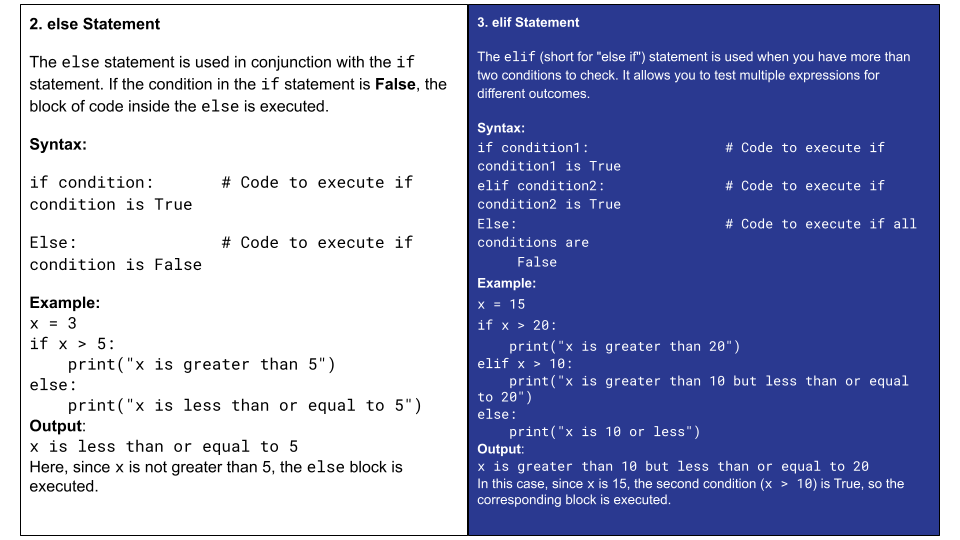 2. else Statement
The else statement is used in conjunction with the if
statement. If the condition in the if statement is False, the
block of code inside the else is executed.
Syntax:
if condition:       # Code to execute if
condition is True
Else:               # Code to execute if
condition is False
Example:
x = 3
if x > 5:
    print("x is greater than 5")
else:
    print("x is less than or equal to 5")
Output:
x is less than or equal to 5
Here, since x is not greater than 5, the else block is
executed.
3. elif Statement
The elif (short for "else if") statement is used when you have more than
two conditions to check. It allows you to test multiple expressions for
different outcomes.
Syntax:
if condition1:                 # Code to execute if
condition1 is True
elif condition2:               # Code to execute if
condition2 is True
Else:                          # Code to execute if all
conditions are
     False
Example:
x = 15
if x > 20:
    print("x is greater than 20")
elif x > 10:
    print("x is greater than 10 but less than or equal
to 20")
else:
    print("x is 10 or less")
Output:
x is greater than 10 but less than or equal to 20
In this case, since x is 15, the second condition (x > 10) is True, so the
corresponding block is executed.